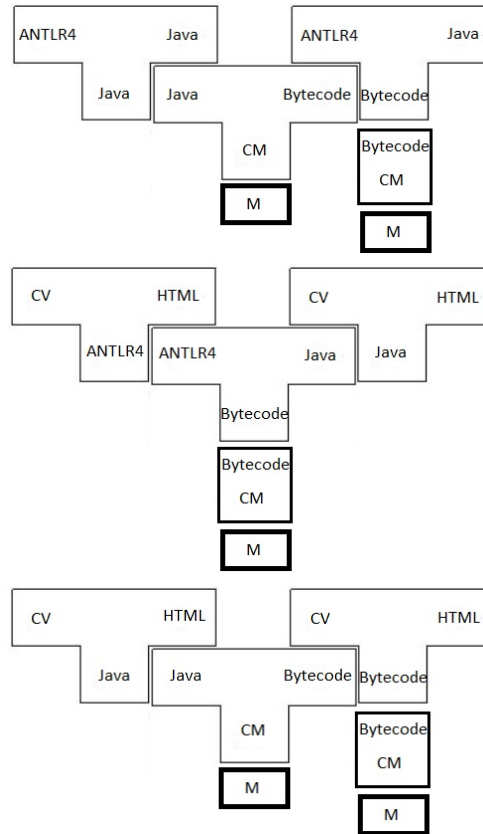 ANTLR4 Java ANTLR4 Java
Java Java Bytecode Bytecode
CM Bytecode
CM
M M
CV HTML CV HTML
ANTLR4 ANTLR4 Java Java
Bytecode
Bytecode
CM
M
CV HTML CV HTML
Java Java Bytecode Bytecode
CM Bytecode
CM
M M